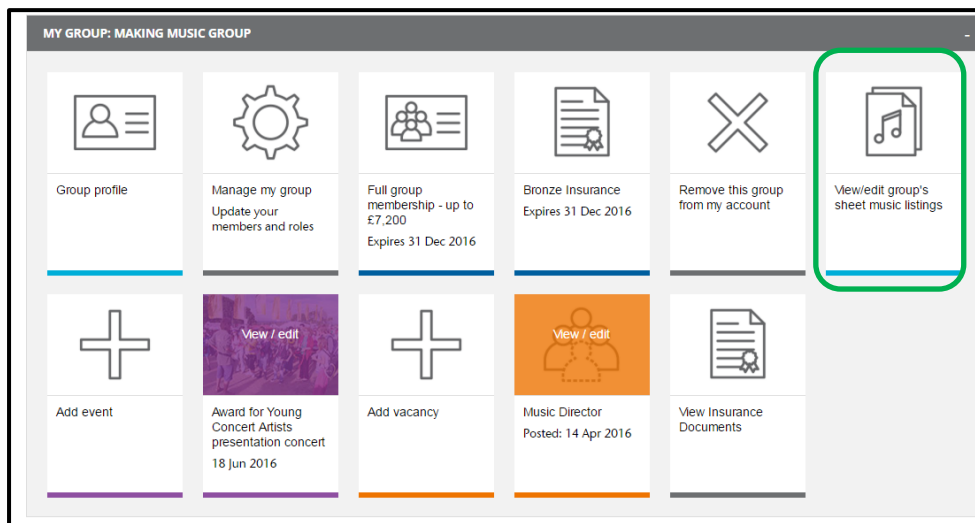 MY GROUP: MAKING MUSIC GROUP
-
Group profile
Manage my group
Update your
members and roles
Full group
membership - up to
£7,200
Expires 31 Dec 2016
Bronze Insurance
Expires 31 Dec 2016
Remove this group
from my account
View/edit group's
sheet music listings
Add event
View / edit
Award for Young
Concert Artists
presentation concert
18 Jun 2016
Add vacancy
View / edit
Music Director
Posted: 14 Apr 2016
View Insurance
Documents